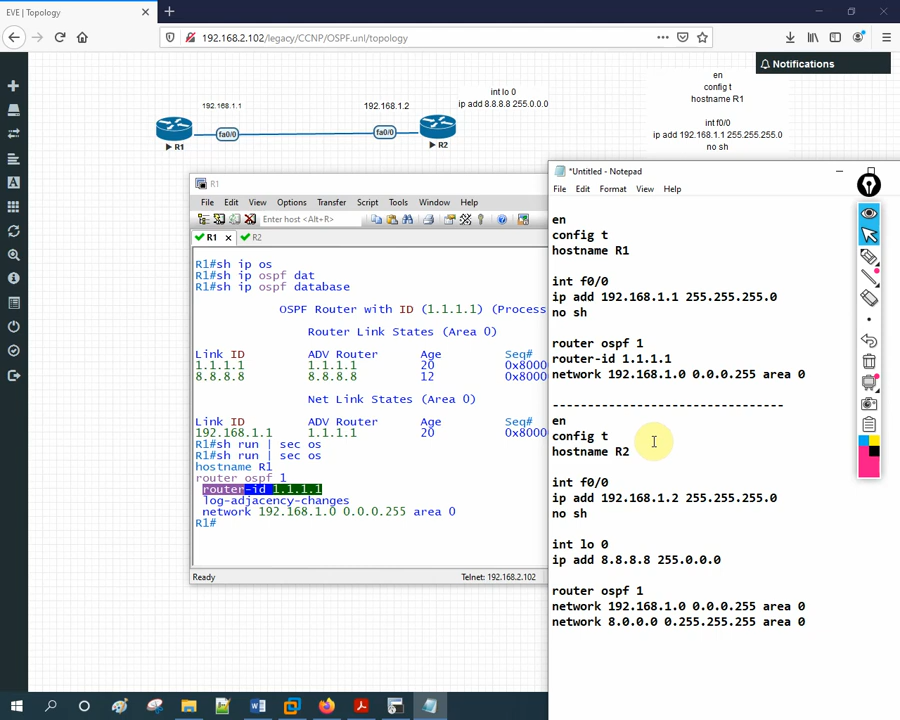 EVE | Topology
192.168.2.102/legacy/CCNP/OSPF.unl/topology
Notifications
192.168.1.1
192.168.1.2
fa0/0
fa0/0
R1
R2
int lo 0
ip add 8.8.8.8 255.0.0.0
en
config t
hostname R1
int f0/0
ip add 192.168.1.1 255.255.255.0
no sh
R1
File Edit View Options Transfer Script Tools Window Help
Enter host <Alt+R>
R1
R2
R1#sh ip os
R1#sh ip ospf dat
R1#sh ip ospf database
OSPF Router with ID (1.1.1.1) (Process
Router Link States (Area 0)
Link ID ADV Router Age Seq#
1.1.1.1 1.1.1.1 20 0x8000
8.8.8.8 8.8.8.8 12 0x8000
Net Link States (Area 0)
Link ID ADV Router Age Seq#
192.168.1.1 1.1.1.1 20 0x8000
R1#sh run | sec os
R1#sh run | sec os
hostname R1
router ospf 1
router-id 1.1.1.1
log-adjacency-changes
network 192.168.1.0 0.0.0.255 area 0
R1#
Ready Telnet: 192.168.2.102
*Untitled - Notepad
File Edit Format View Help
en
config t
hostname R1
int f0/0
ip add 192.168.1.1 255.255.255.0
no sh
router ospf 1
router-id 1.1.1.1
network 192.168.1.0 0.0.0.255 area 0
---------------------------------
en
config t
hostname R2
int f0/0
ip add 192.168.1.2 255.255.255.0
no sh
int lo 0
ip add 8.8.8.8 255.0.0.0
router ospf 1
network 192.168.1.0 0.0.0.255 area 0
network 8.0.0.0 0.255.255.255 area 0